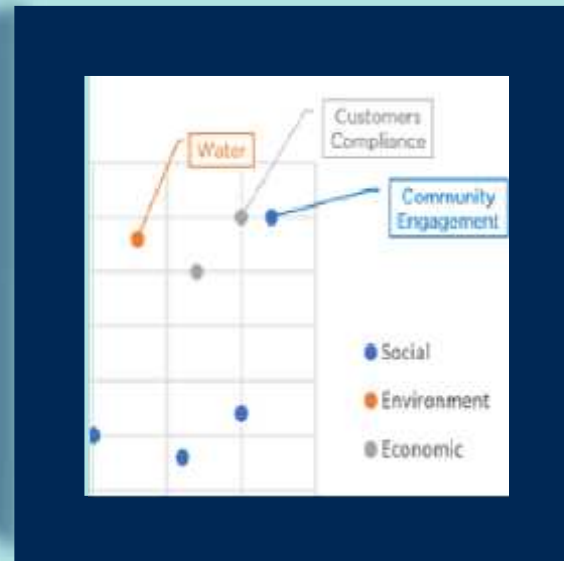 Customers
Compliance
Water
Community
Engagement
Social
Environment
Economic